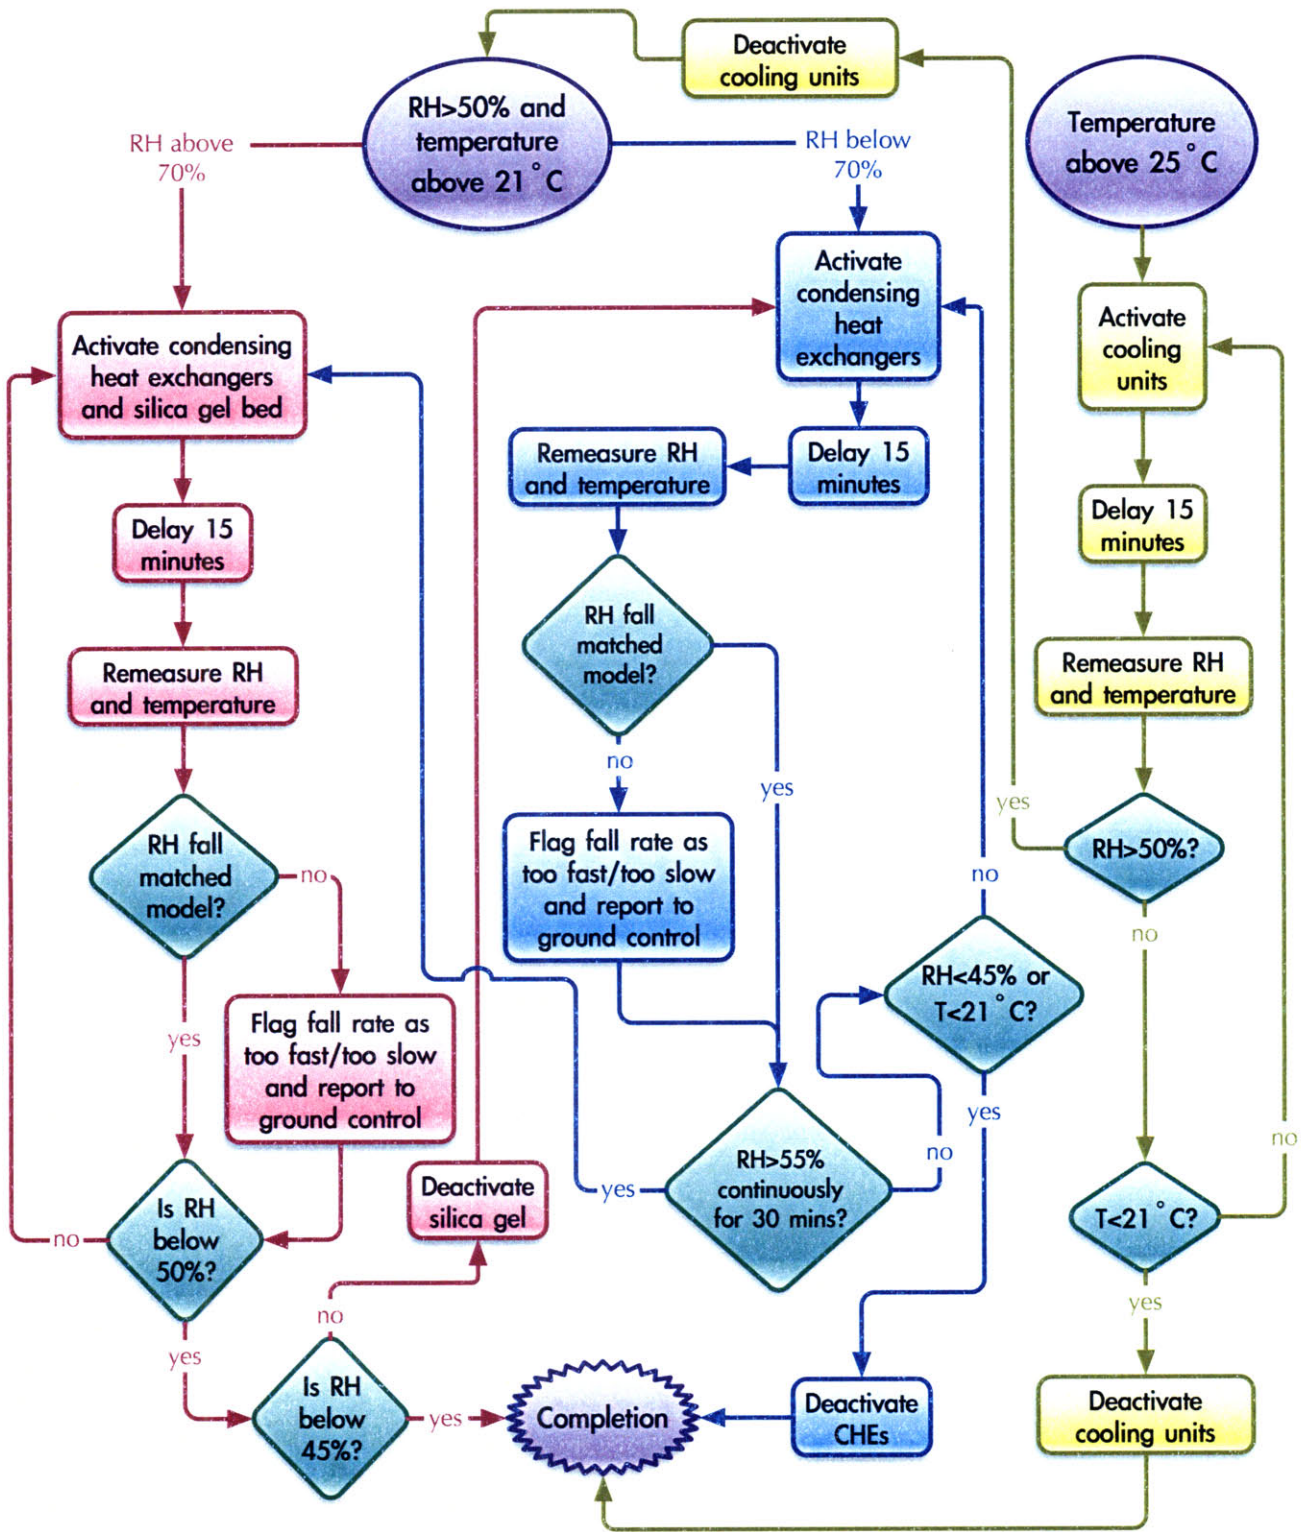 Deactivate
cooling units
RH>50% and
temperature
above 21 °C
Temperature
above 25 °C
RH above
70%
RH below
70%
Activate condensing
heat exchangers
and silica gel bed
Delay 15
minutes
Remeasure RH
and temperature
RH fall
matched
model?
no
yes
Flag fall rate as
too fast/too slow
and report to
ground control
Is RH
below
50%?
no
yes
Is RH
below
45%?
no
yes
Deactivate
silica gel
Activate
condensing
heat
exchangers
Delay 15
minutes
Remeasure RH
and temperature
RH fall
matched
model?
no
yes
Flag fall rate as
too fast/too slow
and report to
ground control
RH>55%
continuously
for 30 mins?
yes
no
RH<45% or
T<21 °C?
no
yes
Deactivate
CHEs
Completion
Activate
cooling
units
Delay 15
minutes
Remeasure RH
and temperature
RH>50%?
yes
no
T<21 °C?
no
yes
Deactivate
cooling units